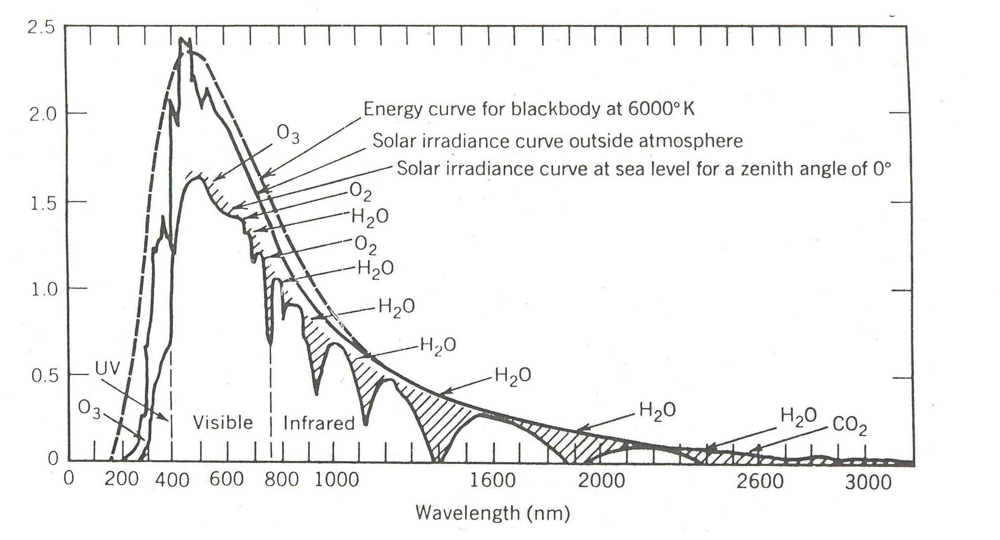 2.5
2.0
1.5
1.0
0.5
0
Energy curve for blackbody at 6000° K
Solar irradiance curve outside atmosphere
Solar irradiance curve at sea level for a zenith angle of 0°
O3
O2
H2O
O2
H2O
H2O
H2O
H2O
H2O
H2O
CO2
UV
O3
Visible
Infrared
0 200 400 600 800 1000 1600 2000 2600 3000
Wavelength (nm)